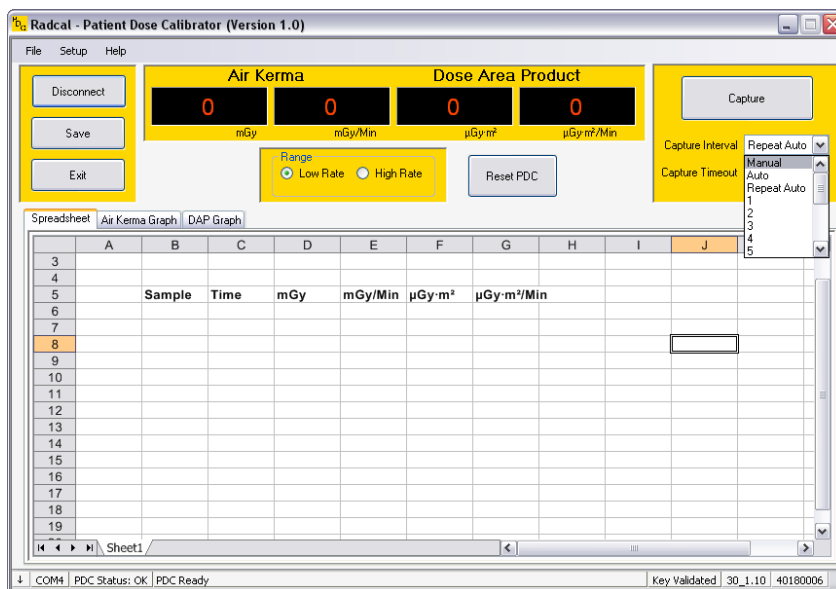 Radcal - Patient Dose Calibrator (Version 1.0)
File Setup Help
Disconnect
Save
Exit
Air Kerma
Dose Area Product
0 0 0 0
mGy mGy/Min µGy·m² µGy·m²/Min
Range
Low Rate High Rate
Reset PDC
Capture
Capture Interval Repeat Auto
Capture Timeout
Manual
Auto
Repeat Auto
1
2
3
4
5
Spreadsheet Air Kerma Graph DAP Graph
A B C D E F G H I J
3
4
5 Sample Time mGy mGy/Min µGy·m² µGy·m²/Min
6
7
8
9
10
11
12
13
14
15
16
17
18
19
Sheet1
COM4 PDC Status: OK PDC Ready Key Validated 30_1.10 40180006